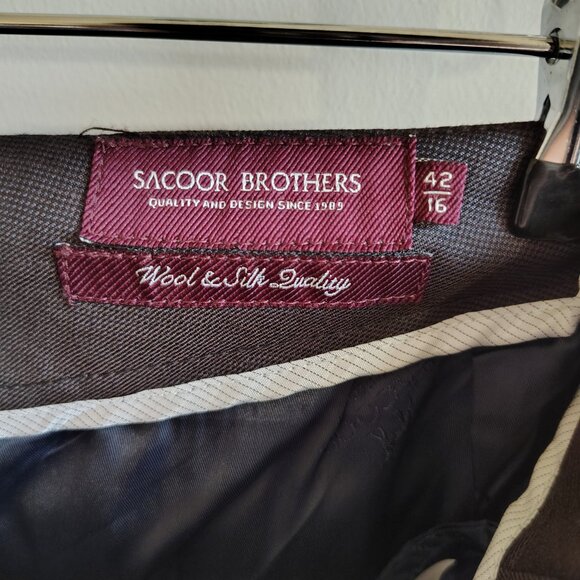 SACOOR BROTHERS
QUALITY AND DESIGN SINCE 1989
42
16
Wool & Silk Quality